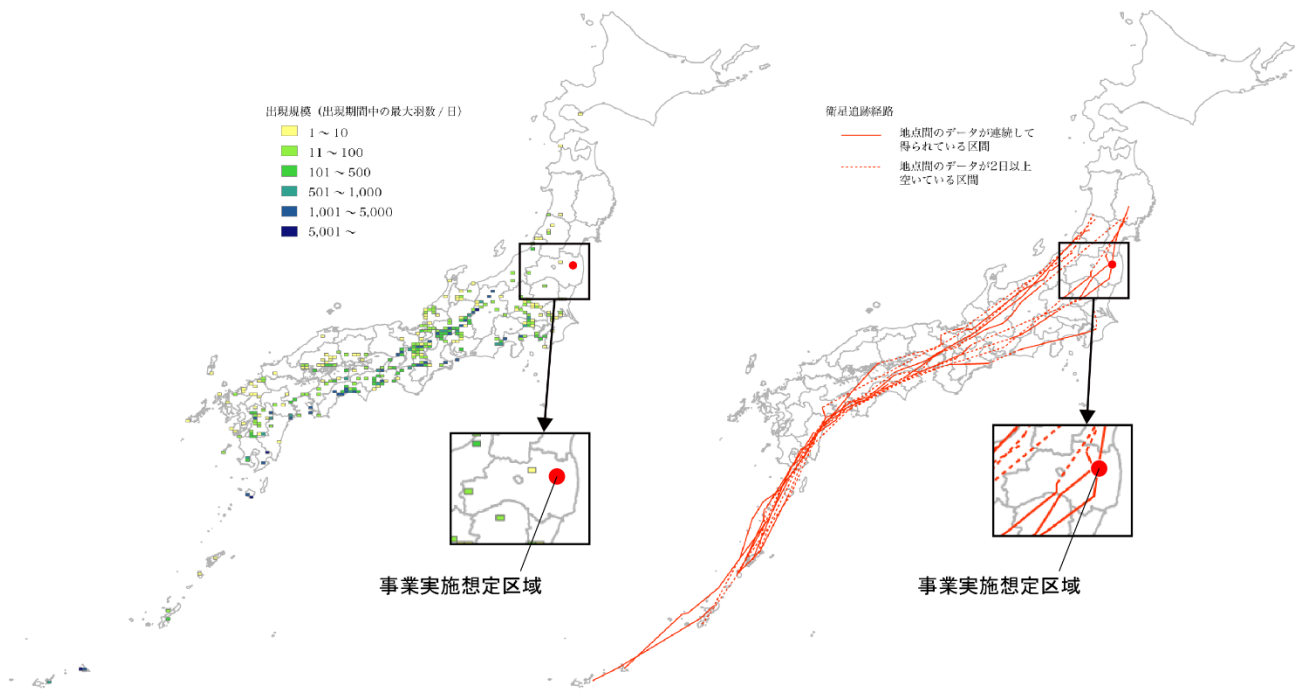 出現規模 (出現期間中の最大羽数 / 日)
1 ~ 10
11 ~ 100
101 ~ 500
501 ~ 1,000
1,001 ~ 5,000
5,001 ~
事業実施想定区域
衛星追跡経路
地点間のデータが連続して
得られている区間
地点間のデータが2日以上
空いている区間
事業実施想定区域